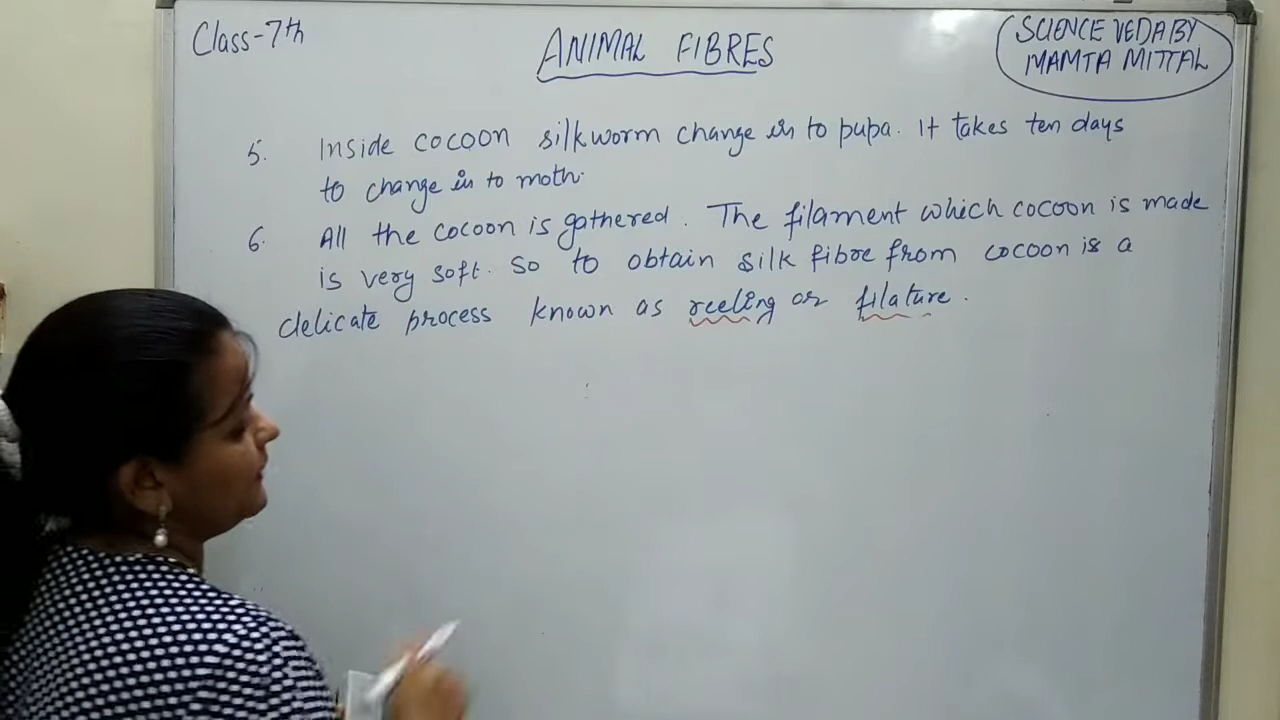 Class-7th
ANIMAL FIBRES
SCIENCE VEDA BY
MAMTA MITTAL
5. Inside cocoon silkworm change in to pupa. It takes ten days
to change in to moth.
6. All the cocoon is gathered. The filament which cocoon is made
is very soft. So to obtain silk fibre from cocoon is a
delicate process known as reeling or filature.